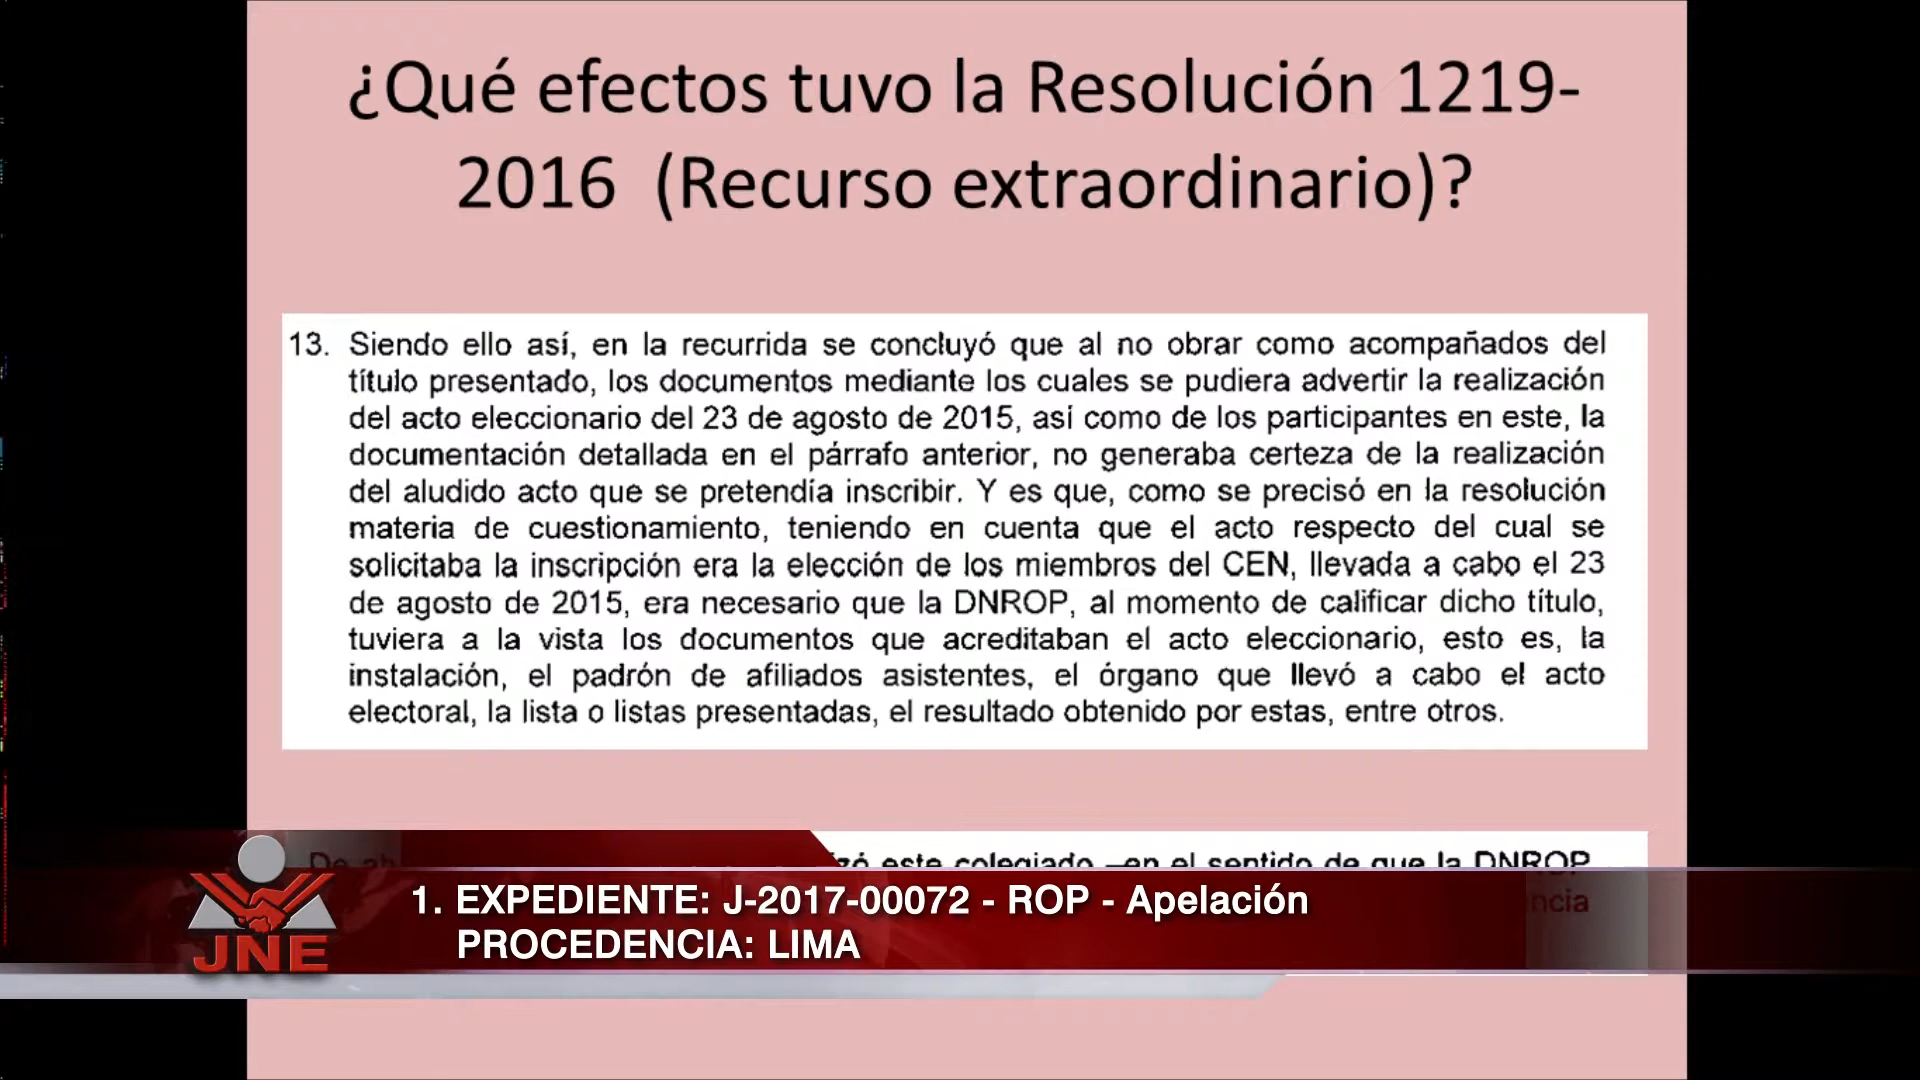 ¿Qué efectos tuvo la Resolución 1219-
2016 (Recurso extraordinario)?
13. Siendo ello así, en la recurrida se concluyó que al no obrar como acompañados del
título presentado, los documentos mediante los cuales se pudiera advertir la realización
del acto eleccionario del 23 de agosto de 2015, así como de los participantes en este, la
documentación detallada en el párrafo anterior, no generaba certeza de la realización
del aludido acto que se pretendía inscribir. Y es que, como se precisó en la resolución
materia de cuestionamiento, teniendo en cuenta que el acto respecto del cual se
solicitaba la inscripción era la elección de los miembros del CEN, llevada a cabo el 23
de agosto de 2015, era necesario que la DNROP, al momento de calificar dicho título,
tuviera a la vista los documentos que acreditaban el acto eleccionario, esto es, la
instalación, el padrón de afiliados asistentes, el órgano que llevó a cabo el acto
electoral, la lista o listas presentadas, el resultado obtenido por estas, entre otros.
este colegiado –en el sentido de que la DNROP
1. EXPEDIENTE: J-2017-00072 - ROP - Apelación
PROCEDENCIA: LIMA
JNE